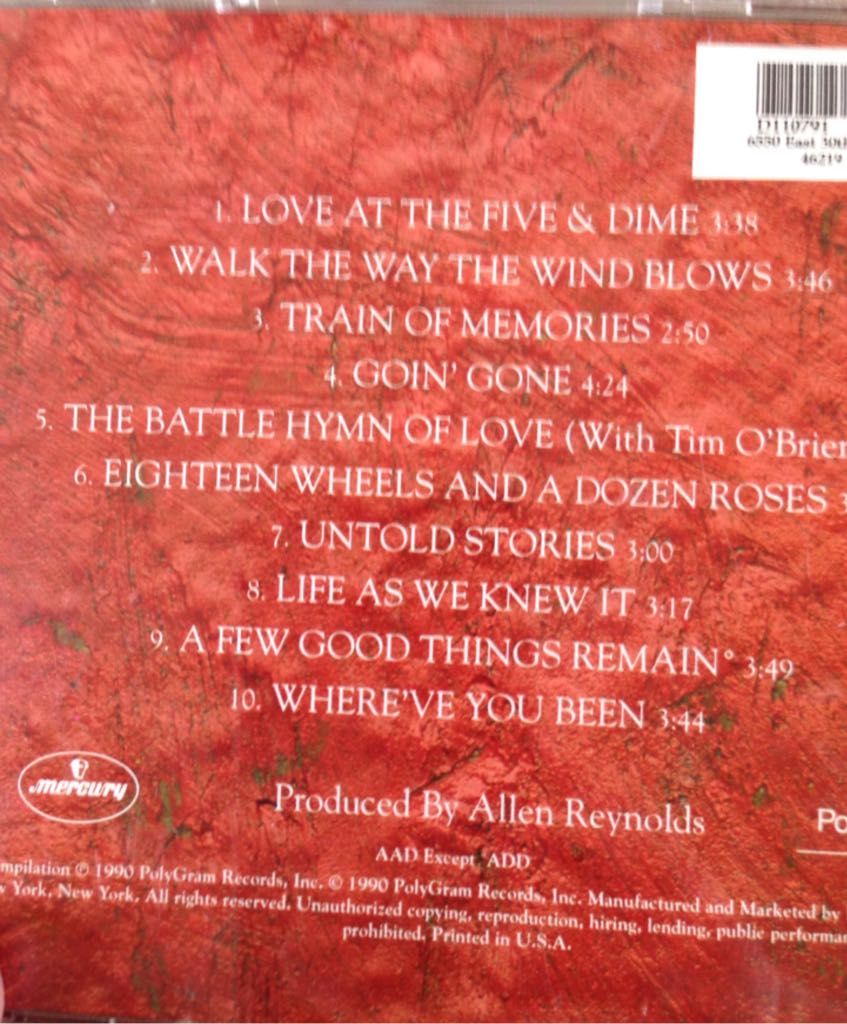 D110791
6550 East 30th
46219
1. LOVE AT THE FIVE & DIME 3:38
2. WALK THE WAY THE WIND BLOWS 3:46
3. TRAIN OF MEMORIES 2:50
4. GOIN' GONE 4:24
5. THE BATTLE HYMN OF LOVE (With Tim O'Brien
6. EIGHTEEN WHEELS AND A DOZEN ROSES 3
7. UNTOLD STORIES 3:00
8. LIFE AS WE KNEW IT 3:17
9. A FEW GOOD THINGS REMAIN° 3:49
10. WHERE'VE YOU BEEN 3:44
mercury
Produced By Allen Reynolds
Po
AAD Except °ADD
mpilation ℗ 1990 PolyGram Records, Inc. © 1990 PolyGram Records, Inc. Manufactured and Marketed by
w York, New York. All rights reserved. Unauthorized copying, reproduction, hiring, lending, public performan
prohibited. Printed in U.S.A.